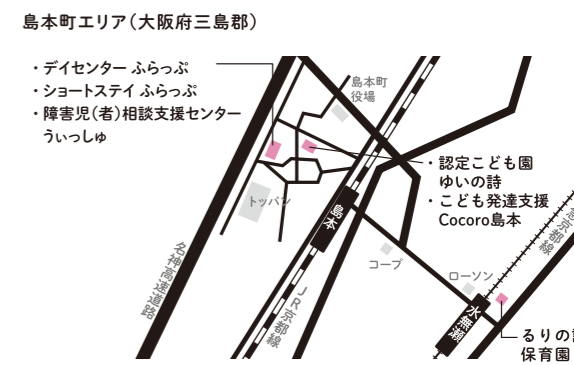 島本町エリア(大阪府三島郡)
・デイセンター ふらっぷ
・ショートステイ ふらっぷ
・障害児(者)相談支援センター
うぃっしゅ
島本町
役場
・認定こども園
ゆいの詩
・こども発達支援
Cocoro島本
トッパン
島本
名神高速道路
JR京都線
コープ
ローソン
水無瀬
京都線
るりの
保育園